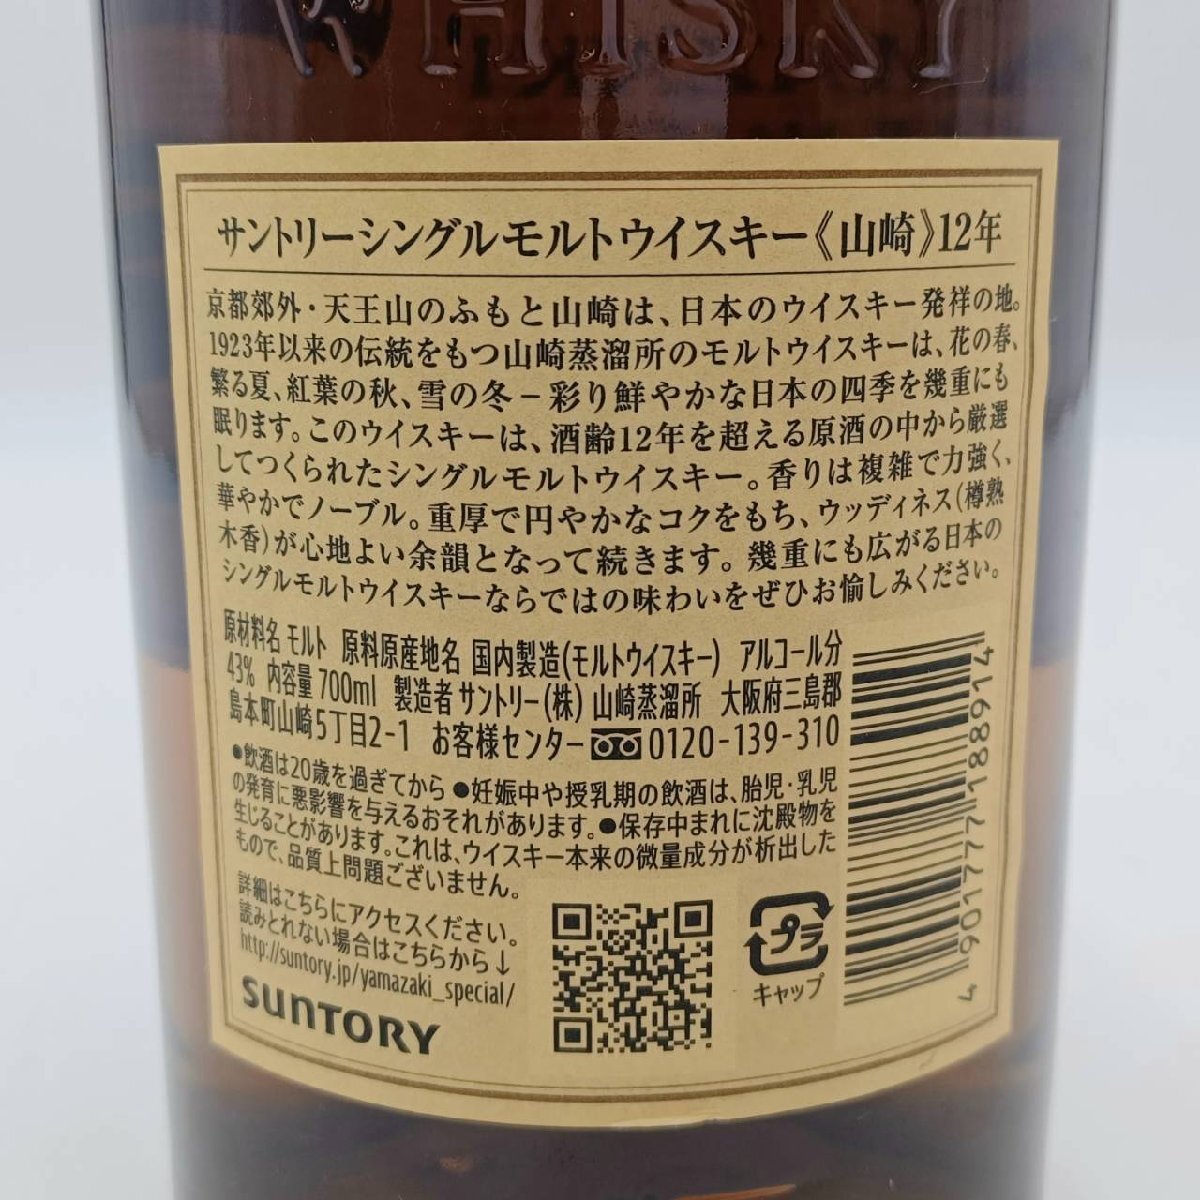 WHISKY
サントリーシングルモルトウイスキー《山崎》12年
京都郊外・天王山のふもと山崎は、日本のウイスキー発祥の地。
1923年以来の伝統をもつ山崎蒸溜所のモルトウイスキーは、花の春、
繁る夏、紅葉の秋、雪の冬－彩り鮮やかな日本の四季を幾重にも
眠ります。このウイスキーは、酒齢12年を超える原酒の中から厳選
してつくられたシングルモルトウイスキー。香りは複雑で力強く、
華やかでノーブル。重厚で円やかなコクをもち、ウッディネス(樽熟
木香)が心地よい余韻となって続きます。幾重にも広がる日本の
シングルモルトウイスキーならではの味わいをぜひお愉しみください。
原材料名 モルト 原料原産地名 国内製造(モルトウイスキー) アルコール分
43% 内容量 700ml 製造者 サントリー(株) 山崎蒸溜所 大阪府三島郡
島本町山崎5丁目2-1 お客様センター 0120-139-310
●飲酒は20歳を過ぎてから ●妊娠中や授乳期の飲酒は、胎児・乳児
の発育に悪影響を与えるおそれがあります。●保存中まれに沈殿物を
生じることがあります。これは、ウイスキー本来の微量成分が析出した
もので、品質上問題ございません。
詳細はこちらにアクセスください。
読みとれない場合はこちらから↓
http://suntory.jp/yamazaki_special/
SUNTORY
プラ
キャップ
4 901777 188914